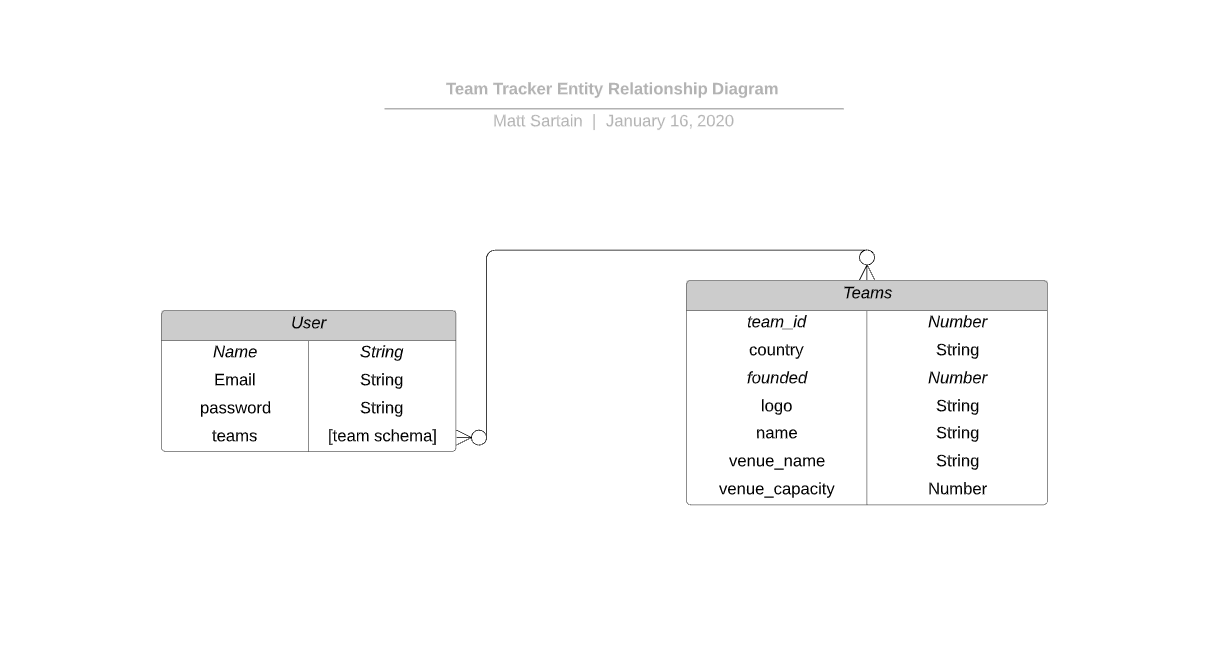 Team Tracker Entity Relationship Diagram
Matt Sartain | January 16, 2020
User
Name String
Email String
password String
teams [team schema]
Teams
team_id Number
country String
founded Number
logo String
name String
venue_name String
venue_capacity Number